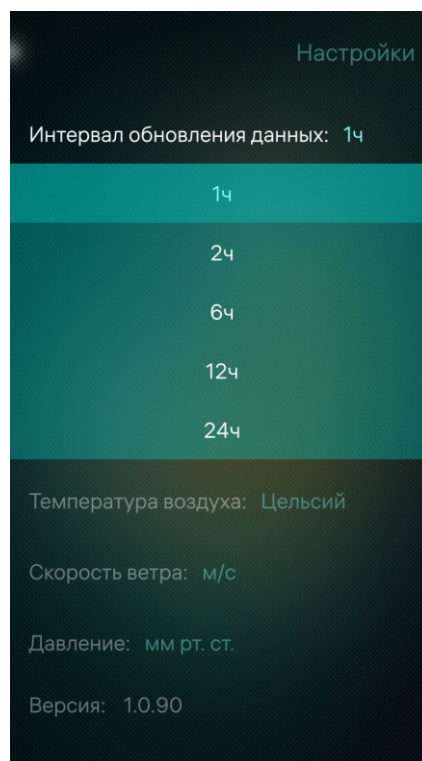 Настройки
Интервал обновления данных: 1ч
1ч
2ч
6ч
12ч
24ч
Температура воздуха: Цельсий
Скорость ветра: м/с
Давление: мм рт. ст.
Версия: 1.0.90